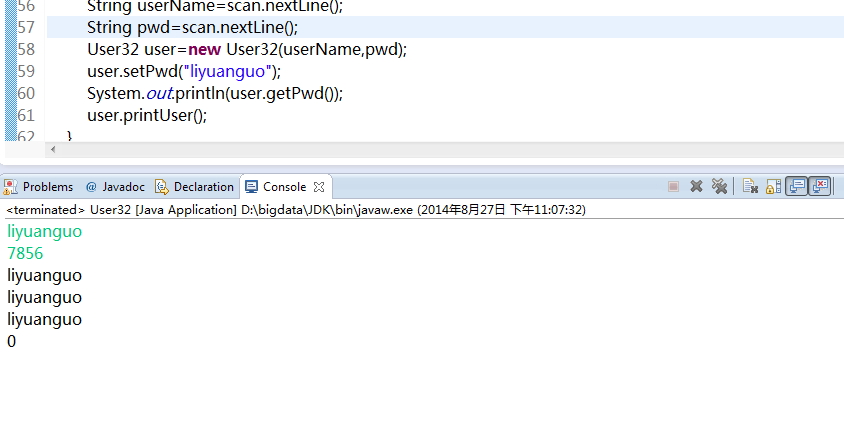 56 String userName=scan.nextLine();
57 String pwd=scan.nextLine();
58 User32 user=new User32(userName,pwd);
59 user.setPwd("liyuanguo");
60 System.out.println(user.getPwd());
61 user.printUser();
62 }
Problems @ Javadoc Declaration Console
<terminated> User32 [Java Application] D:\bigdata\JDK\bin\javaw.exe (2014年8月27日 下午11:07:32)
liyuanguo
7856
liyuanguo
liyuanguo
liyuanguo
0